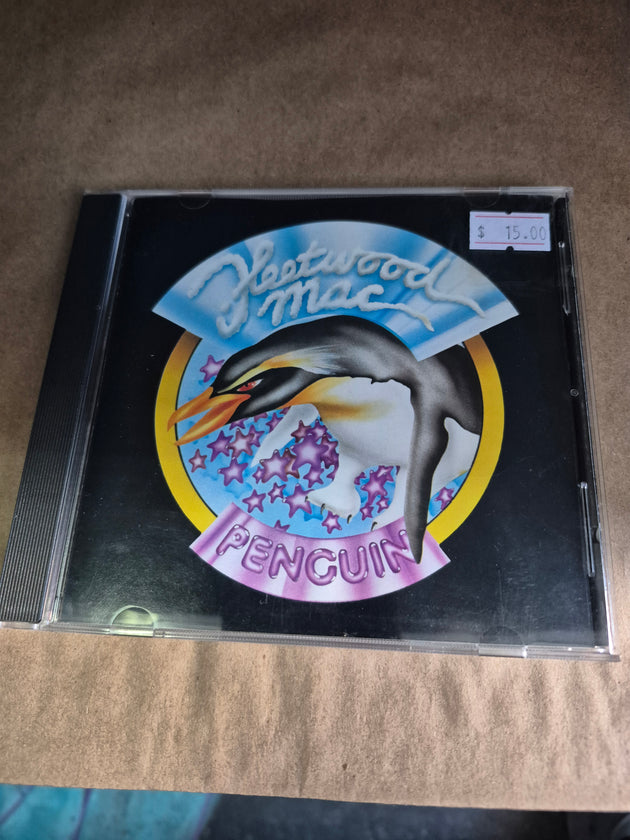 Fleetwood
Mac
$ 15.00
PENGUIN